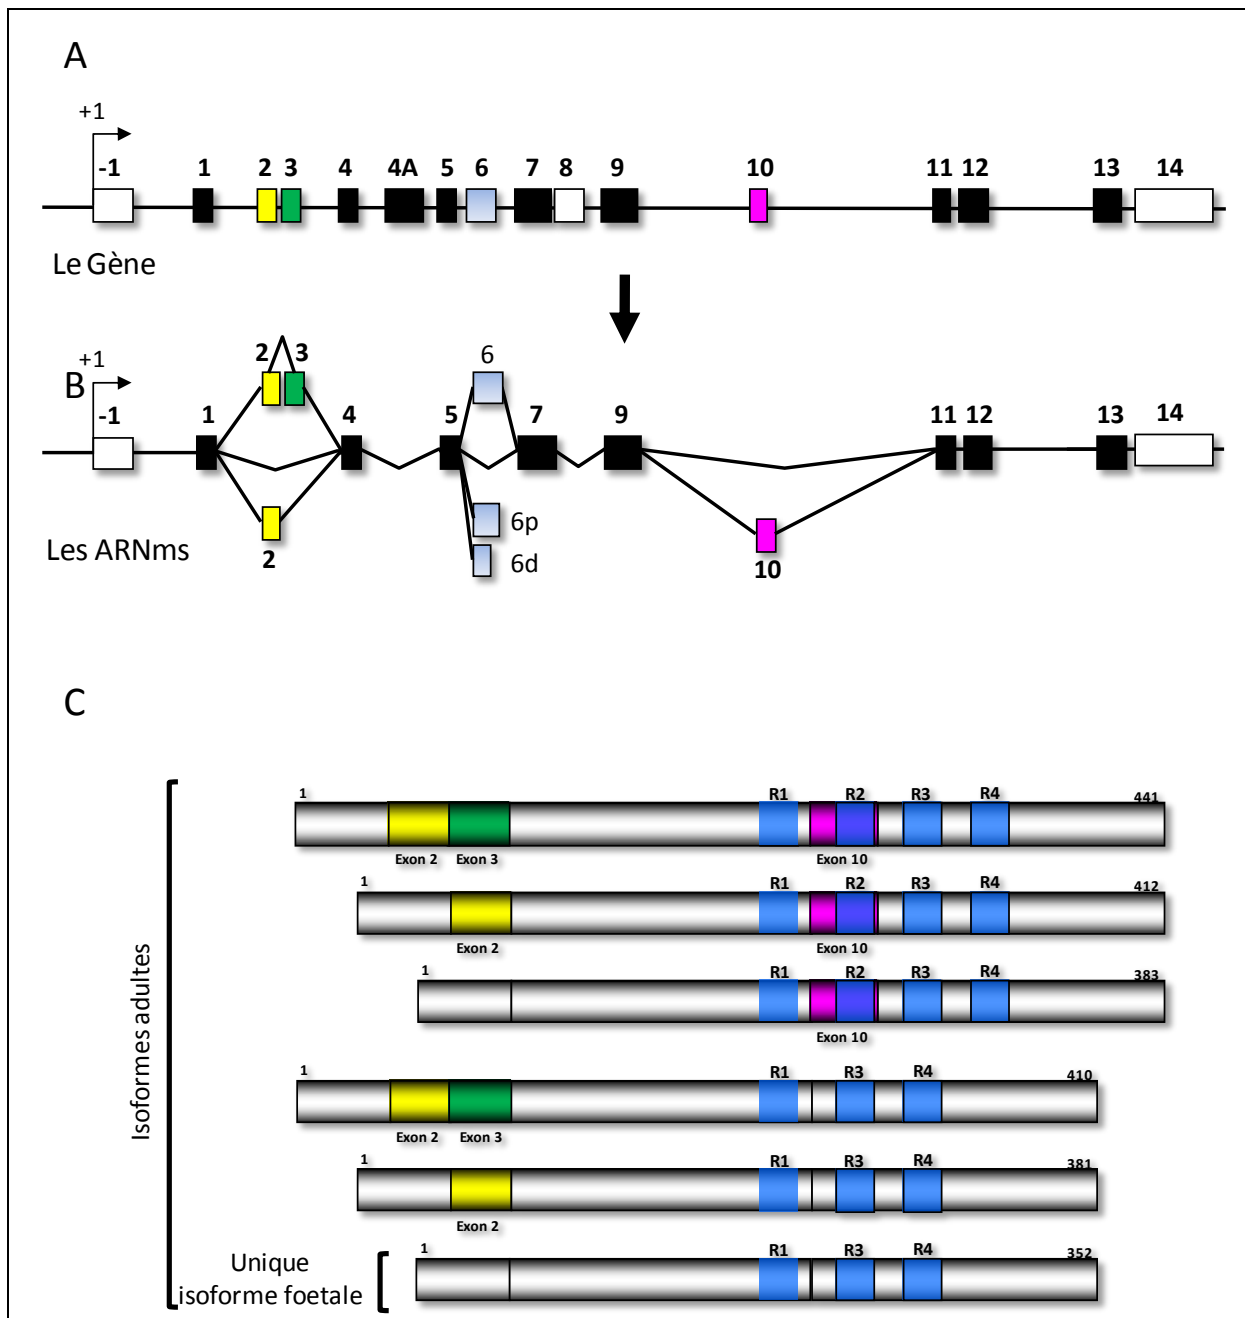 A
+1
-1 1 2 3 4 4A 5 6 7 8 9 10 11 12 13 14
Le Gène
+1
2 3 6
B
-1 1 4 5 7 9 11 12 13 14
6p
Les ARNms
2 6d 10
C
Isoformes adultes
1 R1 R2 R3 R4 441
Exon 2 Exon 3 Exon 10
1 R1 R2 R3 R4 412
Exon 2 Exon 10
1 R1 R2 R3 R4 383
Exon 10
1 R1 R3 R4 410
Exon 2 Exon 3
1 R1 R3 R4 381
Exon 2
Unique
isoforme foetale
1 R1 R3 R4 352